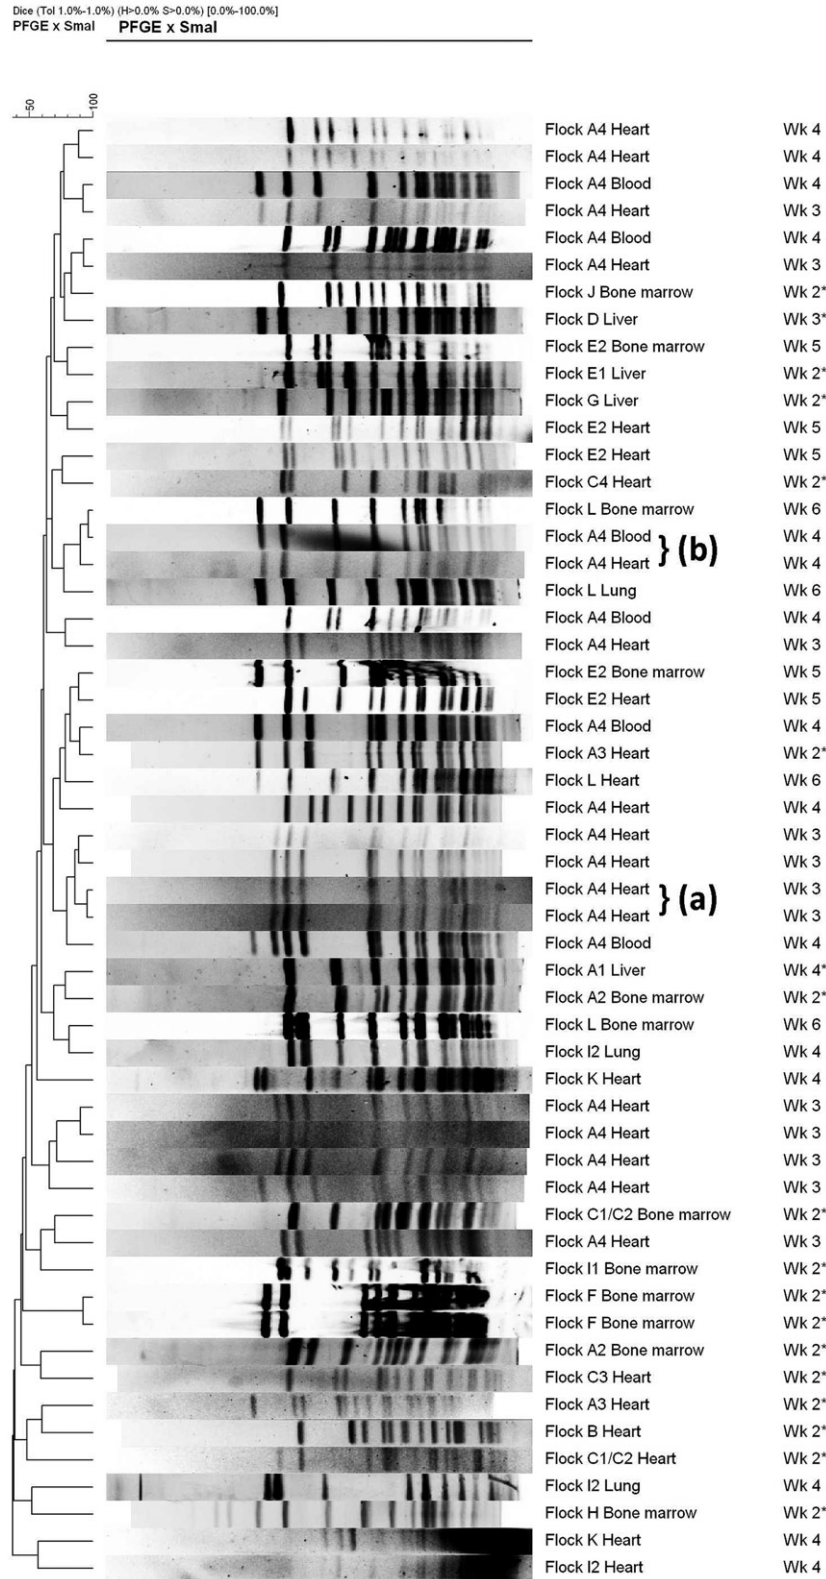 Dice (Tol 1.0%-1.0%) (H>0.0% S>0.0%) [0.0%-100.0%]
PFGE x SmaI PFGE x SmaI
50 100
Flock A4 Heart Wk 4
Flock A4 Heart Wk 4
Flock A4 Blood Wk 4
Flock A4 Heart Wk 3
Flock A4 Blood Wk 4
Flock A4 Heart Wk 3
Flock J Bone marrow Wk 2*
Flock D Liver Wk 3*
Flock E2 Bone marrow Wk 5
Flock E1 Liver Wk 2*
Flock G Liver Wk 2*
Flock E2 Heart Wk 5
Flock E2 Heart Wk 5
Flock C4 Heart Wk 2*
Flock L Bone marrow Wk 6
Flock A4 Blood Wk 4
} (b)
Flock A4 Heart Wk 4
Flock L Lung Wk 6
Flock A4 Blood Wk 4
Flock A4 Heart Wk 3
Flock E2 Bone marrow Wk 5
Flock E2 Heart Wk 5
Flock A4 Blood Wk 4
Flock A3 Heart Wk 2*
Flock L Heart Wk 6
Flock A4 Heart Wk 4
Flock A4 Heart Wk 3
Flock A4 Heart Wk 3
Flock A4 Heart Wk 3
} (a)
Flock A4 Heart Wk 3
Flock A4 Blood Wk 4
Flock A1 Liver Wk 4*
Flock A2 Bone marrow Wk 2*
Flock L Bone marrow Wk 6
Flock I2 Lung Wk 4
Flock K Heart Wk 4
Flock A4 Heart Wk 3
Flock A4 Heart Wk 3
Flock A4 Heart Wk 3
Flock A4 Heart Wk 3
Flock C1/C2 Bone marrow Wk 2*
Flock A4 Heart Wk 3
Flock I1 Bone marrow Wk 2*
Flock F Bone marrow Wk 2*
Flock F Bone marrow Wk 2*
Flock A2 Bone marrow Wk 2*
Flock C3 Heart Wk 2*
Flock A3 Heart Wk 2*
Flock B Heart Wk 2*
Flock C1/C2 Heart Wk 2*
Flock I2 Lung Wk 4
Flock H Bone marrow Wk 2*
Flock K Heart Wk 4
Flock I2 Heart Wk 4